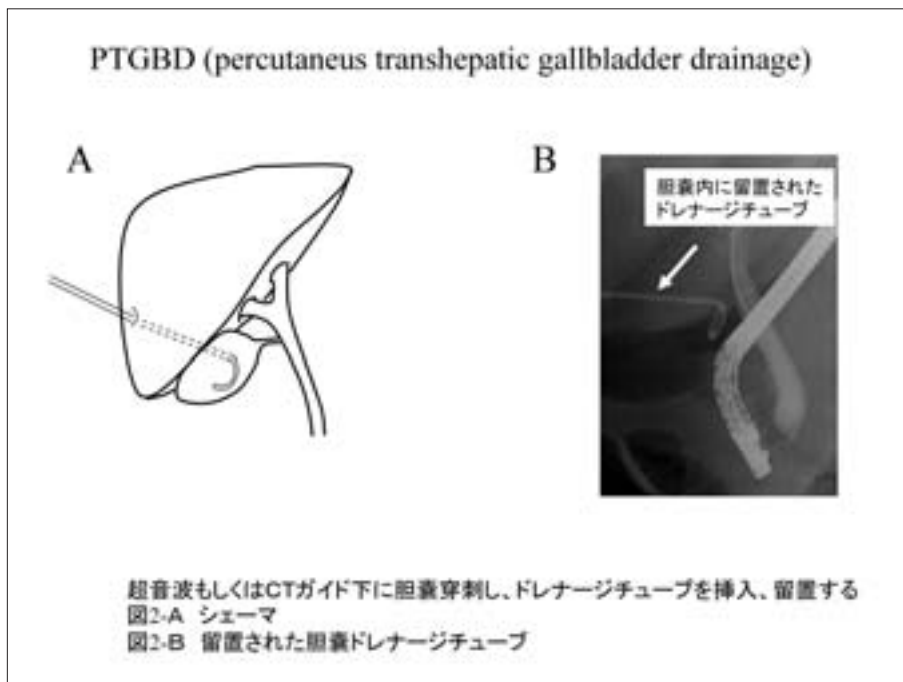 PTGBD (percutaneus transhepatic gallbladder drainage)
A
B
胆嚢内に留置された
ドレナージチューブ
超音波もしくはCTガイド下に胆嚢穿刺し、ドレナージチューブを挿入、留置する
図2-A シェーマ
図2-B 留置された胆嚢ドレナージチューブ